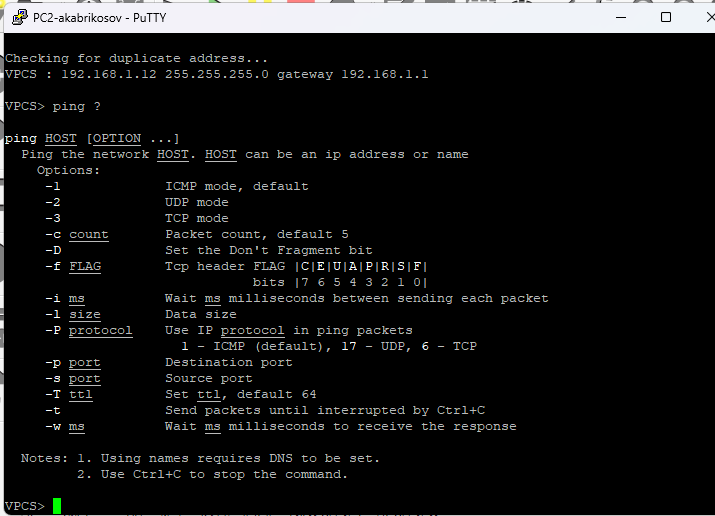 PC2-akabrikosov - PuTTY
Checking for duplicate address...
VPCS : 192.168.1.12 255.255.255.0 gateway 192.168.1.1
VPCS> ping ?
ping HOST [OPTION ...]
Ping the network HOST. HOST can be an ip address or name
Options:
-1 ICMP mode, default
-2 UDP mode
-3 TCP mode
-c count Packet count, default 5
-D Set the Don't Fragment bit
-f FLAG Tcp header FLAG |C|E|U|A|P|R|S|F|
bits |7 6 5 4 3 2 1 0|
-i ms Wait ms milliseconds between sending each packet
-l size Data size
-P protocol Use IP protocol in ping packets
1 - ICMP (default), 17 - UDP, 6 - TCP
-p port Destination port
-s port Source port
-T ttl Set ttl, default 64
-t Send packets until interrupted by Ctrl+C
-w ms Wait ms milliseconds to receive the response
Notes: 1. Using names requires DNS to be set.
2. Use Ctrl+C to stop the command.
VPCS>